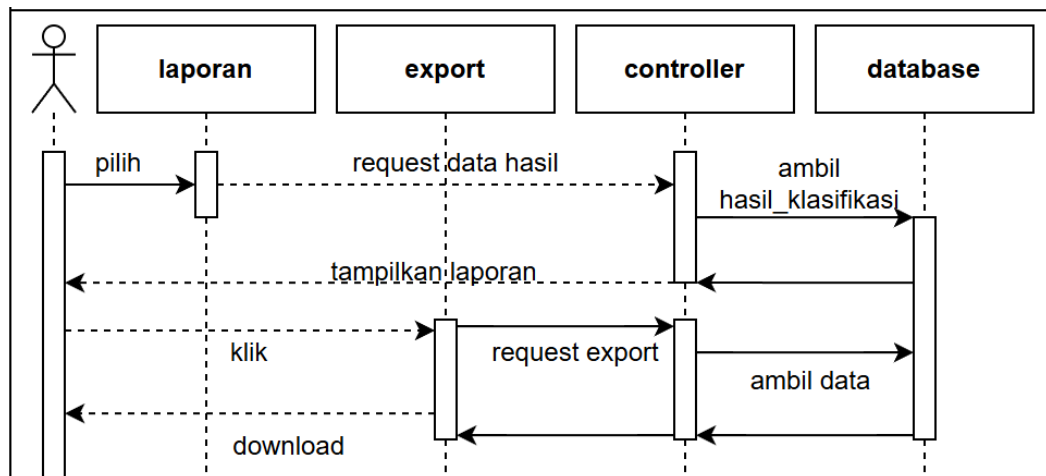 laporan
export
controller
database
pilih
request data hasil
ambil
hasil_klasifikasi
tampilkan laporan
klik
request export
ambil data
download